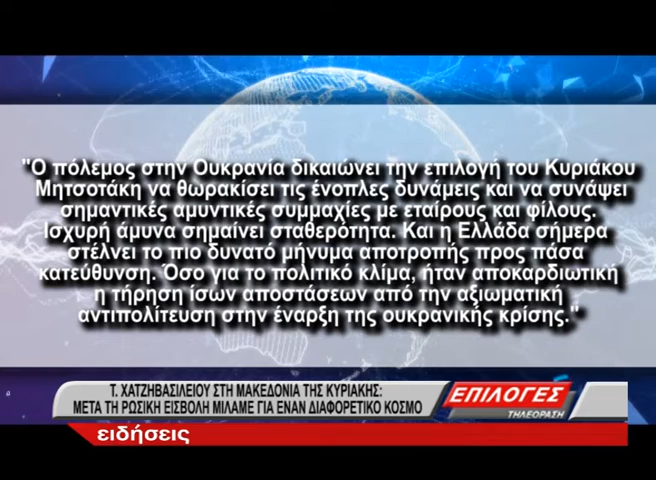 "Ο πόλεμος στην Ουκρανία δικαιώνει την επιλογή του Κυριάκου
Μητσοτάκη να θωρακίσει τις ένοπλες δυνάμεις και να συνάψει
σημαντικές αμυντικές συμμαχίες με εταίρους και φίλους.
Ισχυρή άμυνα σημαίνει σταθερότητα. Και η Ελλάδα σήμερα
στέλνει το πιο δυνατό μήνυμα αποτροπής προς πάσα
κατεύθυνση. Όσο για το πολιτικό κλίμα, ήταν αποκαρδιωτική
η τήρηση ίσων αποστάσεων από την αξιωματική
αντιπολίτευση στην έναρξη της ουκρανικής κρίσης."
Τ. ΧΑΤΖΗΒΑΣΙΛΕΙΟΥ ΣΤΗ ΜΑΚΕΔΟΝΙΑ ΤΗΣ ΚΥΡΙΑΚΗΣ:
ΜΕΤΑ ΤΗ ΡΩΣΙΚΗ ΕΙΣΒΟΛΗ ΜΙΛΑΜΕ ΓΙΑ ΕΝΑΝ ΔΙΑΦΟΡΕΤΙΚΟ ΚΟΣΜΟ
ΕΠΙΛΟΓΕΣ
ΤΗΛΕΟΡΑΣΗ
ειδήσεις